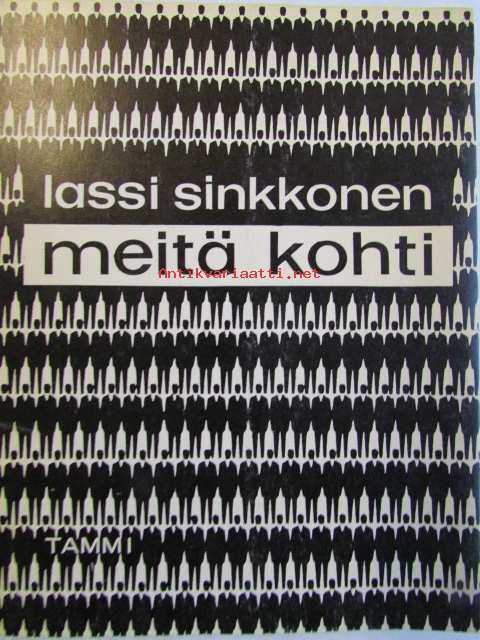 lassi sinkkonen
meitä kohti
Antikvariaatti.net
TAMMI